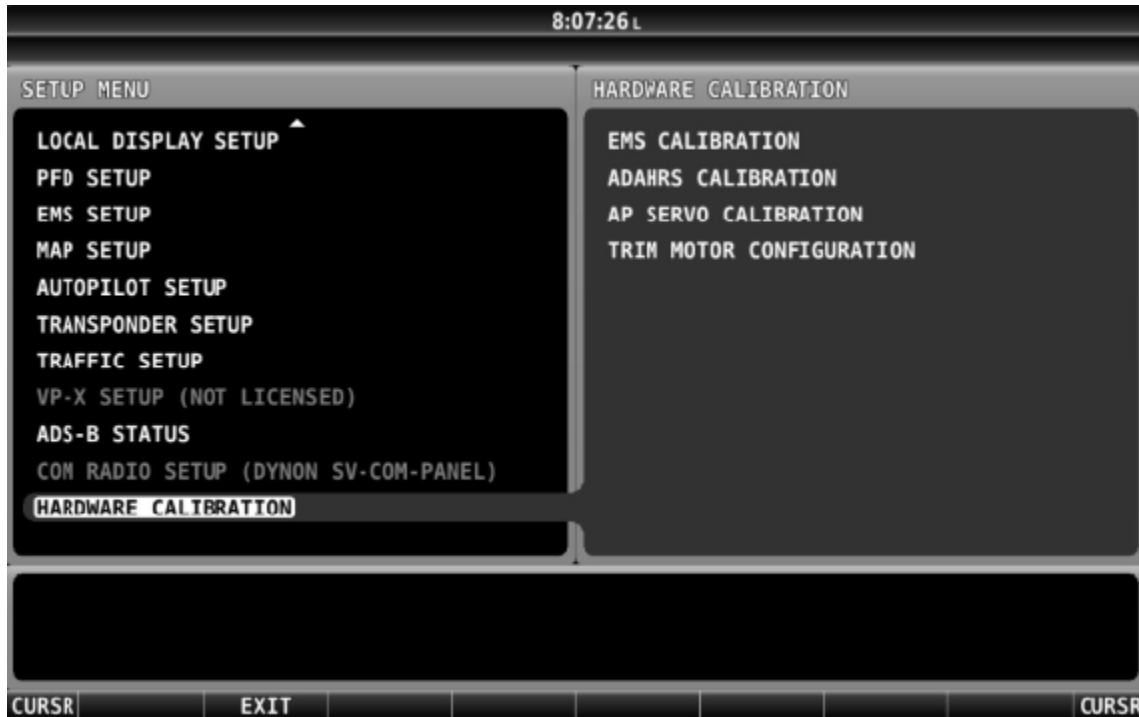 8:07:26 L
SETUP MENU
LOCAL DISPLAY SETUP
PFD SETUP
EMS SETUP
MAP SETUP
AUTOPILOT SETUP
TRANSPONDER SETUP
TRAFFIC SETUP
VP-X SETUP (NOT LICENSED)
ADS-B STATUS
COM RADIO SETUP (DYNON SV-COM-PANEL)
HARDWARE CALIBRATION
HARDWARE CALIBRATION
EMS CALIBRATION
ADAHRS CALIBRATION
AP SERVO CALIBRATION
TRIM MOTOR CONFIGURATION
CURSR EXIT CURSR